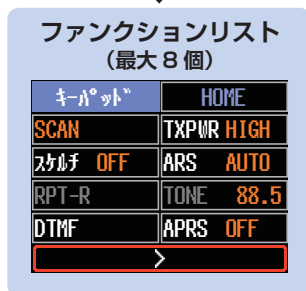 ファンクションリスト
(最大 8 個)
ｷｰﾊﾟｯﾄﾞ HOME
SCAN TXPWR HIGH
ｽｹﾙﾁ OFF ARS AUTO
RPT-R TONE 88.5
DTMF APRS OFF
>